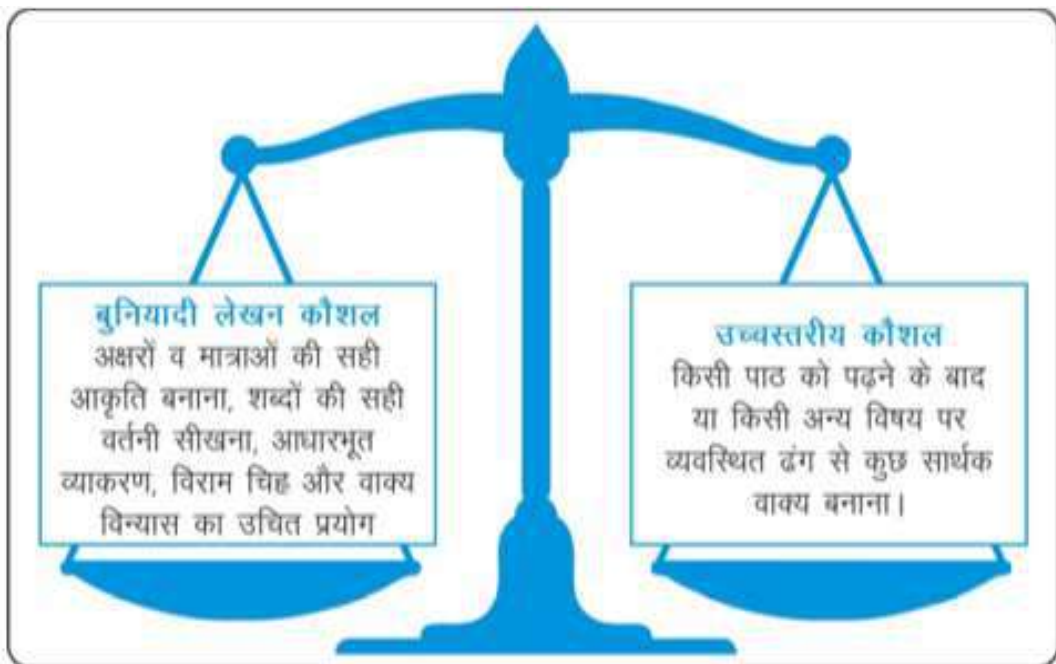 बुनियादी लेखन कौशल
अक्षरों व मात्राओं की सही
आकृति बनाना, शब्दों की सही
वर्तनी सीखना, आधारभूत
व्याकरण, विराम चिह्न और वाक्य
विन्यास का उचित प्रयोग
उच्चस्तरीय कौशल
किसी पाठ को पढ़ने के बाद
या किसी अन्य विषय पर
व्यवस्थित ढंग से कुछ सार्थक
वाक्य बनाना।